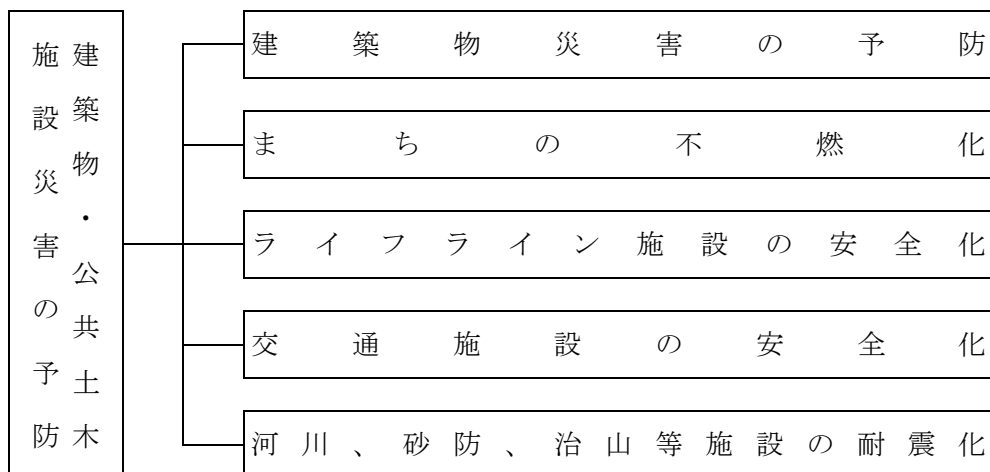 建築物・公共土木
施設災害の予防
建築物災害の予防
まちの不燃化
ライフライン施設の安全化
交通施設の安全化
河川、砂防、治山等施設の耐震化